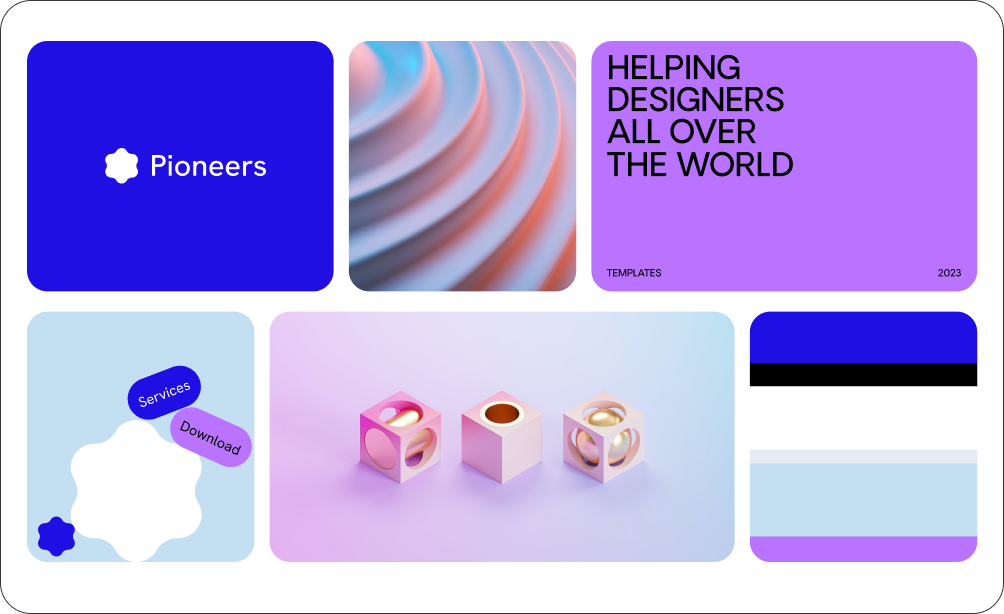 Pioneers
HELPING
DESIGNERS
ALL OVER
THE WORLD
TEMPLATES
2023
Services
Download